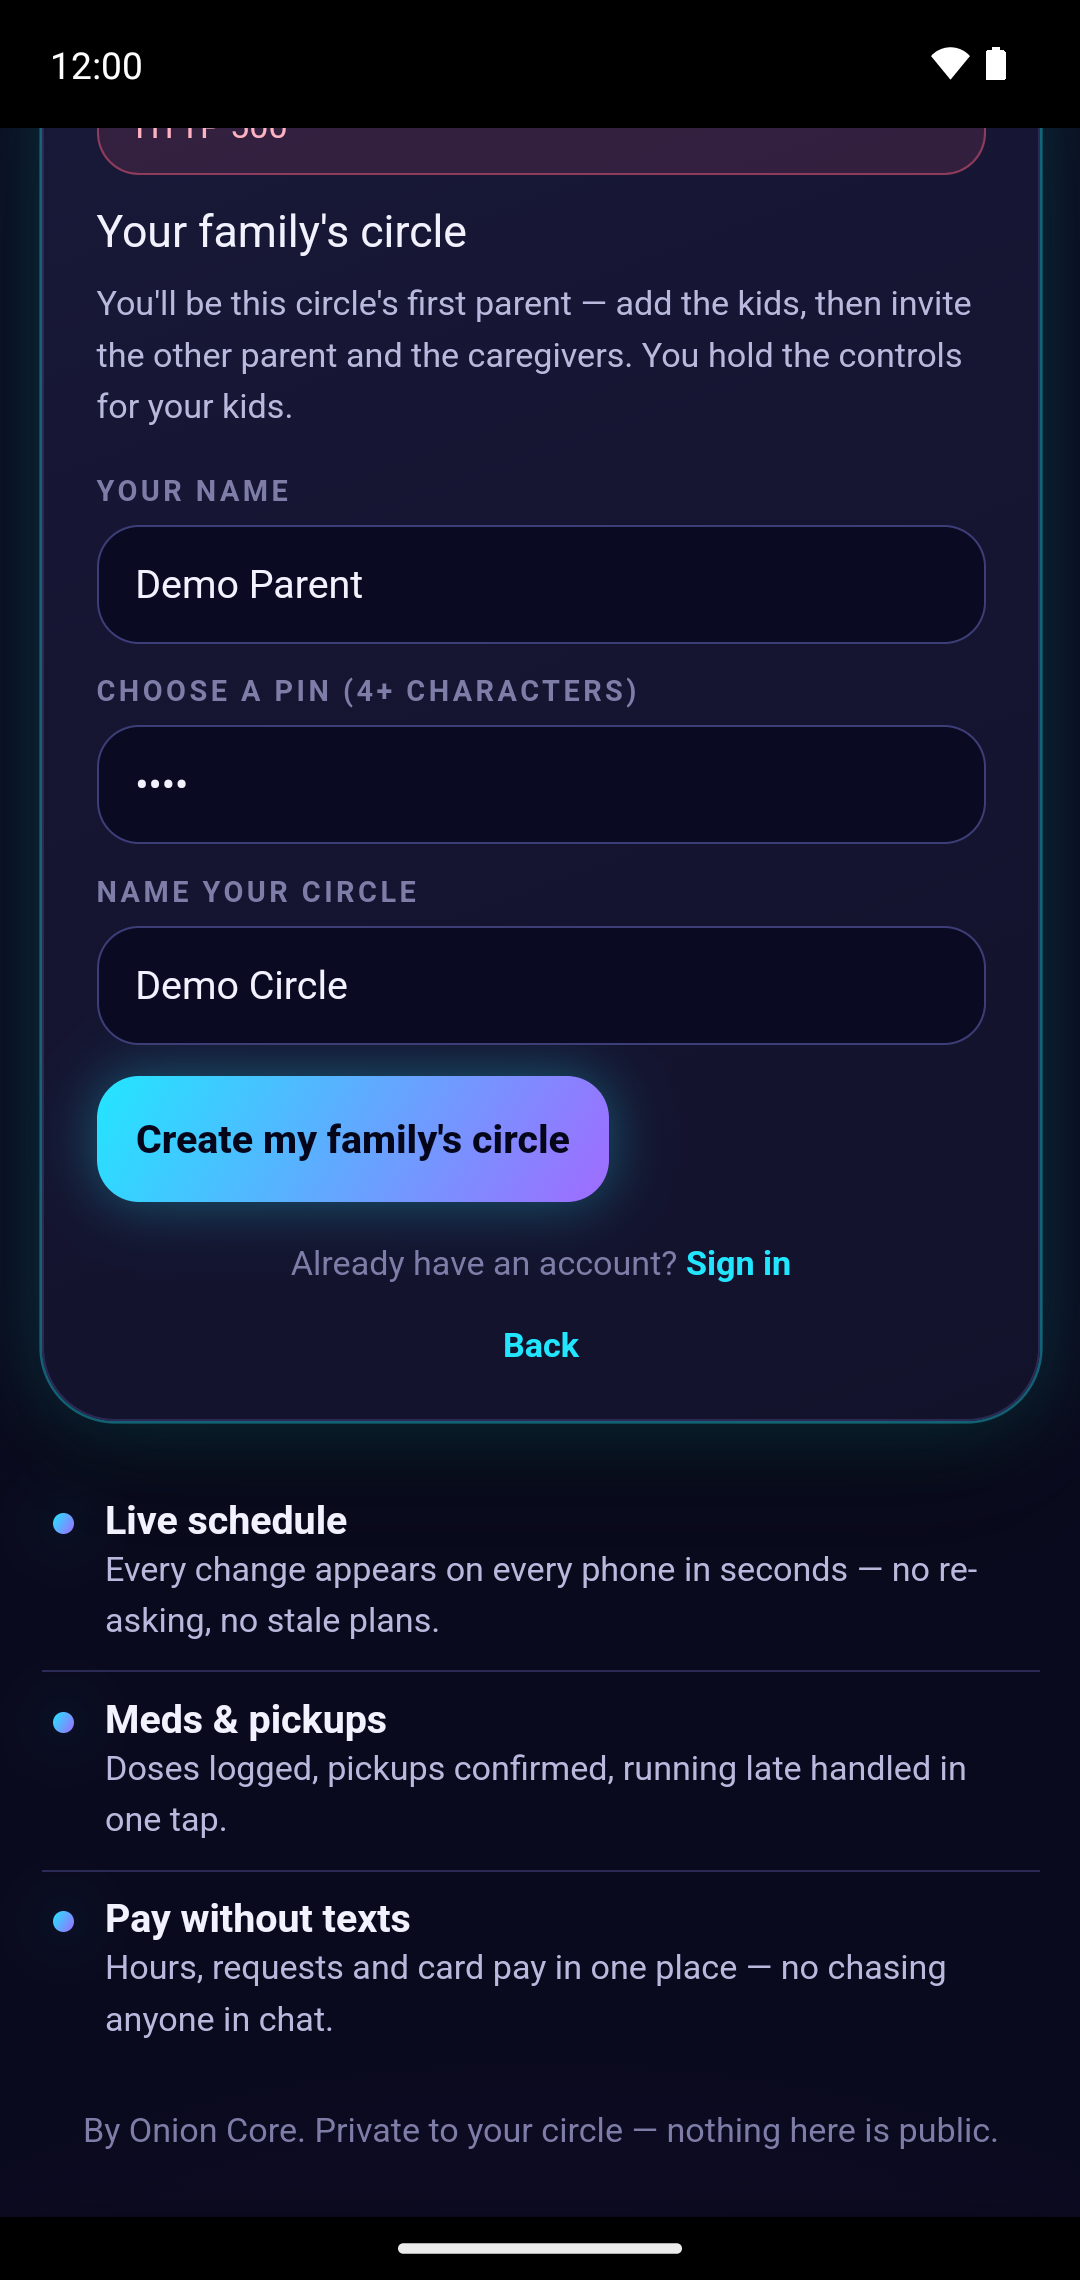 12:00
HTTP 500
Your family's circle
You'll be this circle's first parent — add the kids, then invite
the other parent and the caregivers. You hold the controls
for your kids.
YOUR NAME
Demo Parent
CHOOSE A PIN (4+ CHARACTERS)
••••
NAME YOUR CIRCLE
Demo Circle
Create my family's circle
Already have an account? Sign in
Back
Live schedule
Every change appears on every phone in seconds — no re-
asking, no stale plans.
Meds & pickups
Doses logged, pickups confirmed, running late handled in
one tap.
Pay without texts
Hours, requests and card pay in one place — no chasing
anyone in chat.
By Onion Core. Private to your circle — nothing here is public.